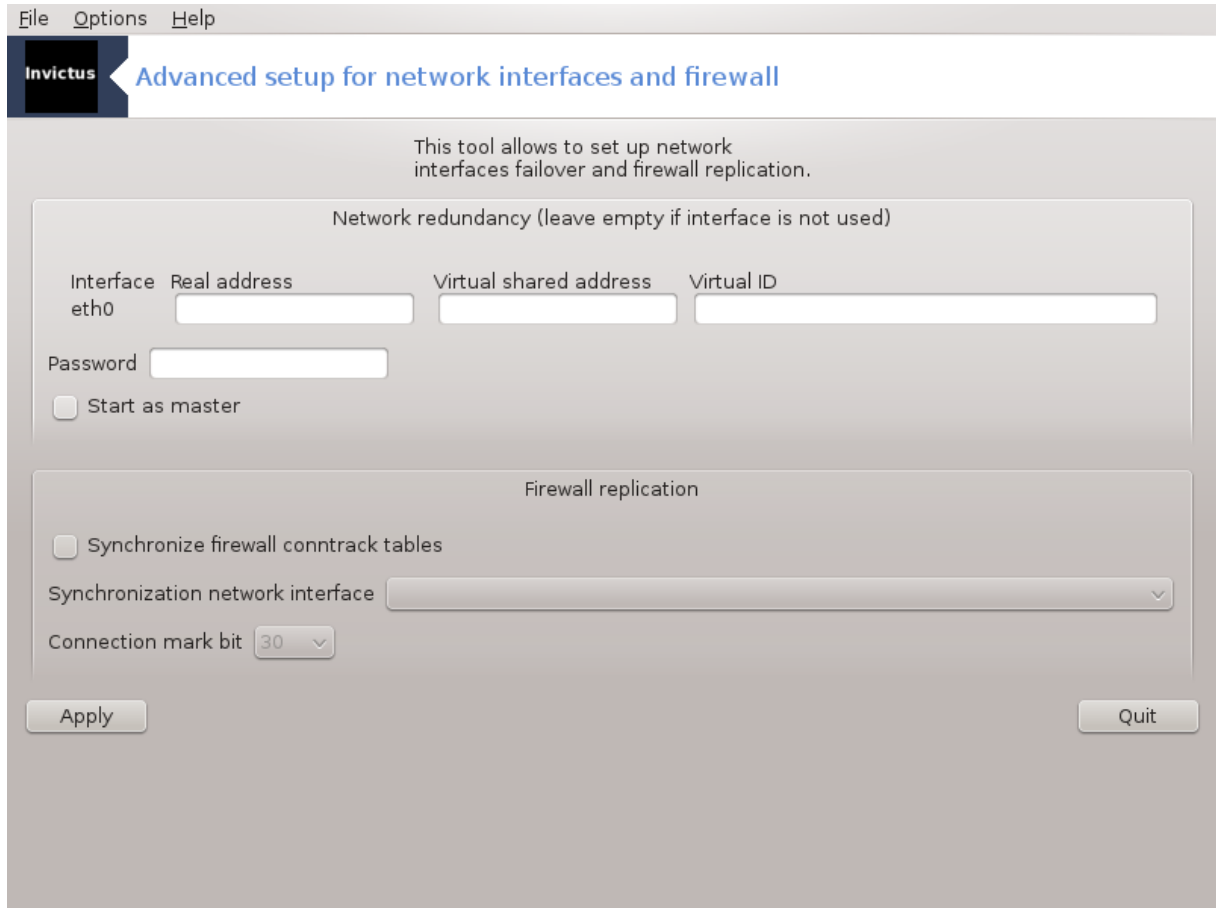 File Options Help
Invictus
Advanced setup for network interfaces and firewall
This tool allows to set up network
interfaces failover and firewall replication.
Network redundancy (leave empty if interface is not used)
Interface Real address Virtual shared address Virtual ID
eth0
Password
Start as master
Firewall replication
Synchronize firewall conntrack tables
Synchronization network interface
Connection mark bit 30
Apply Quit